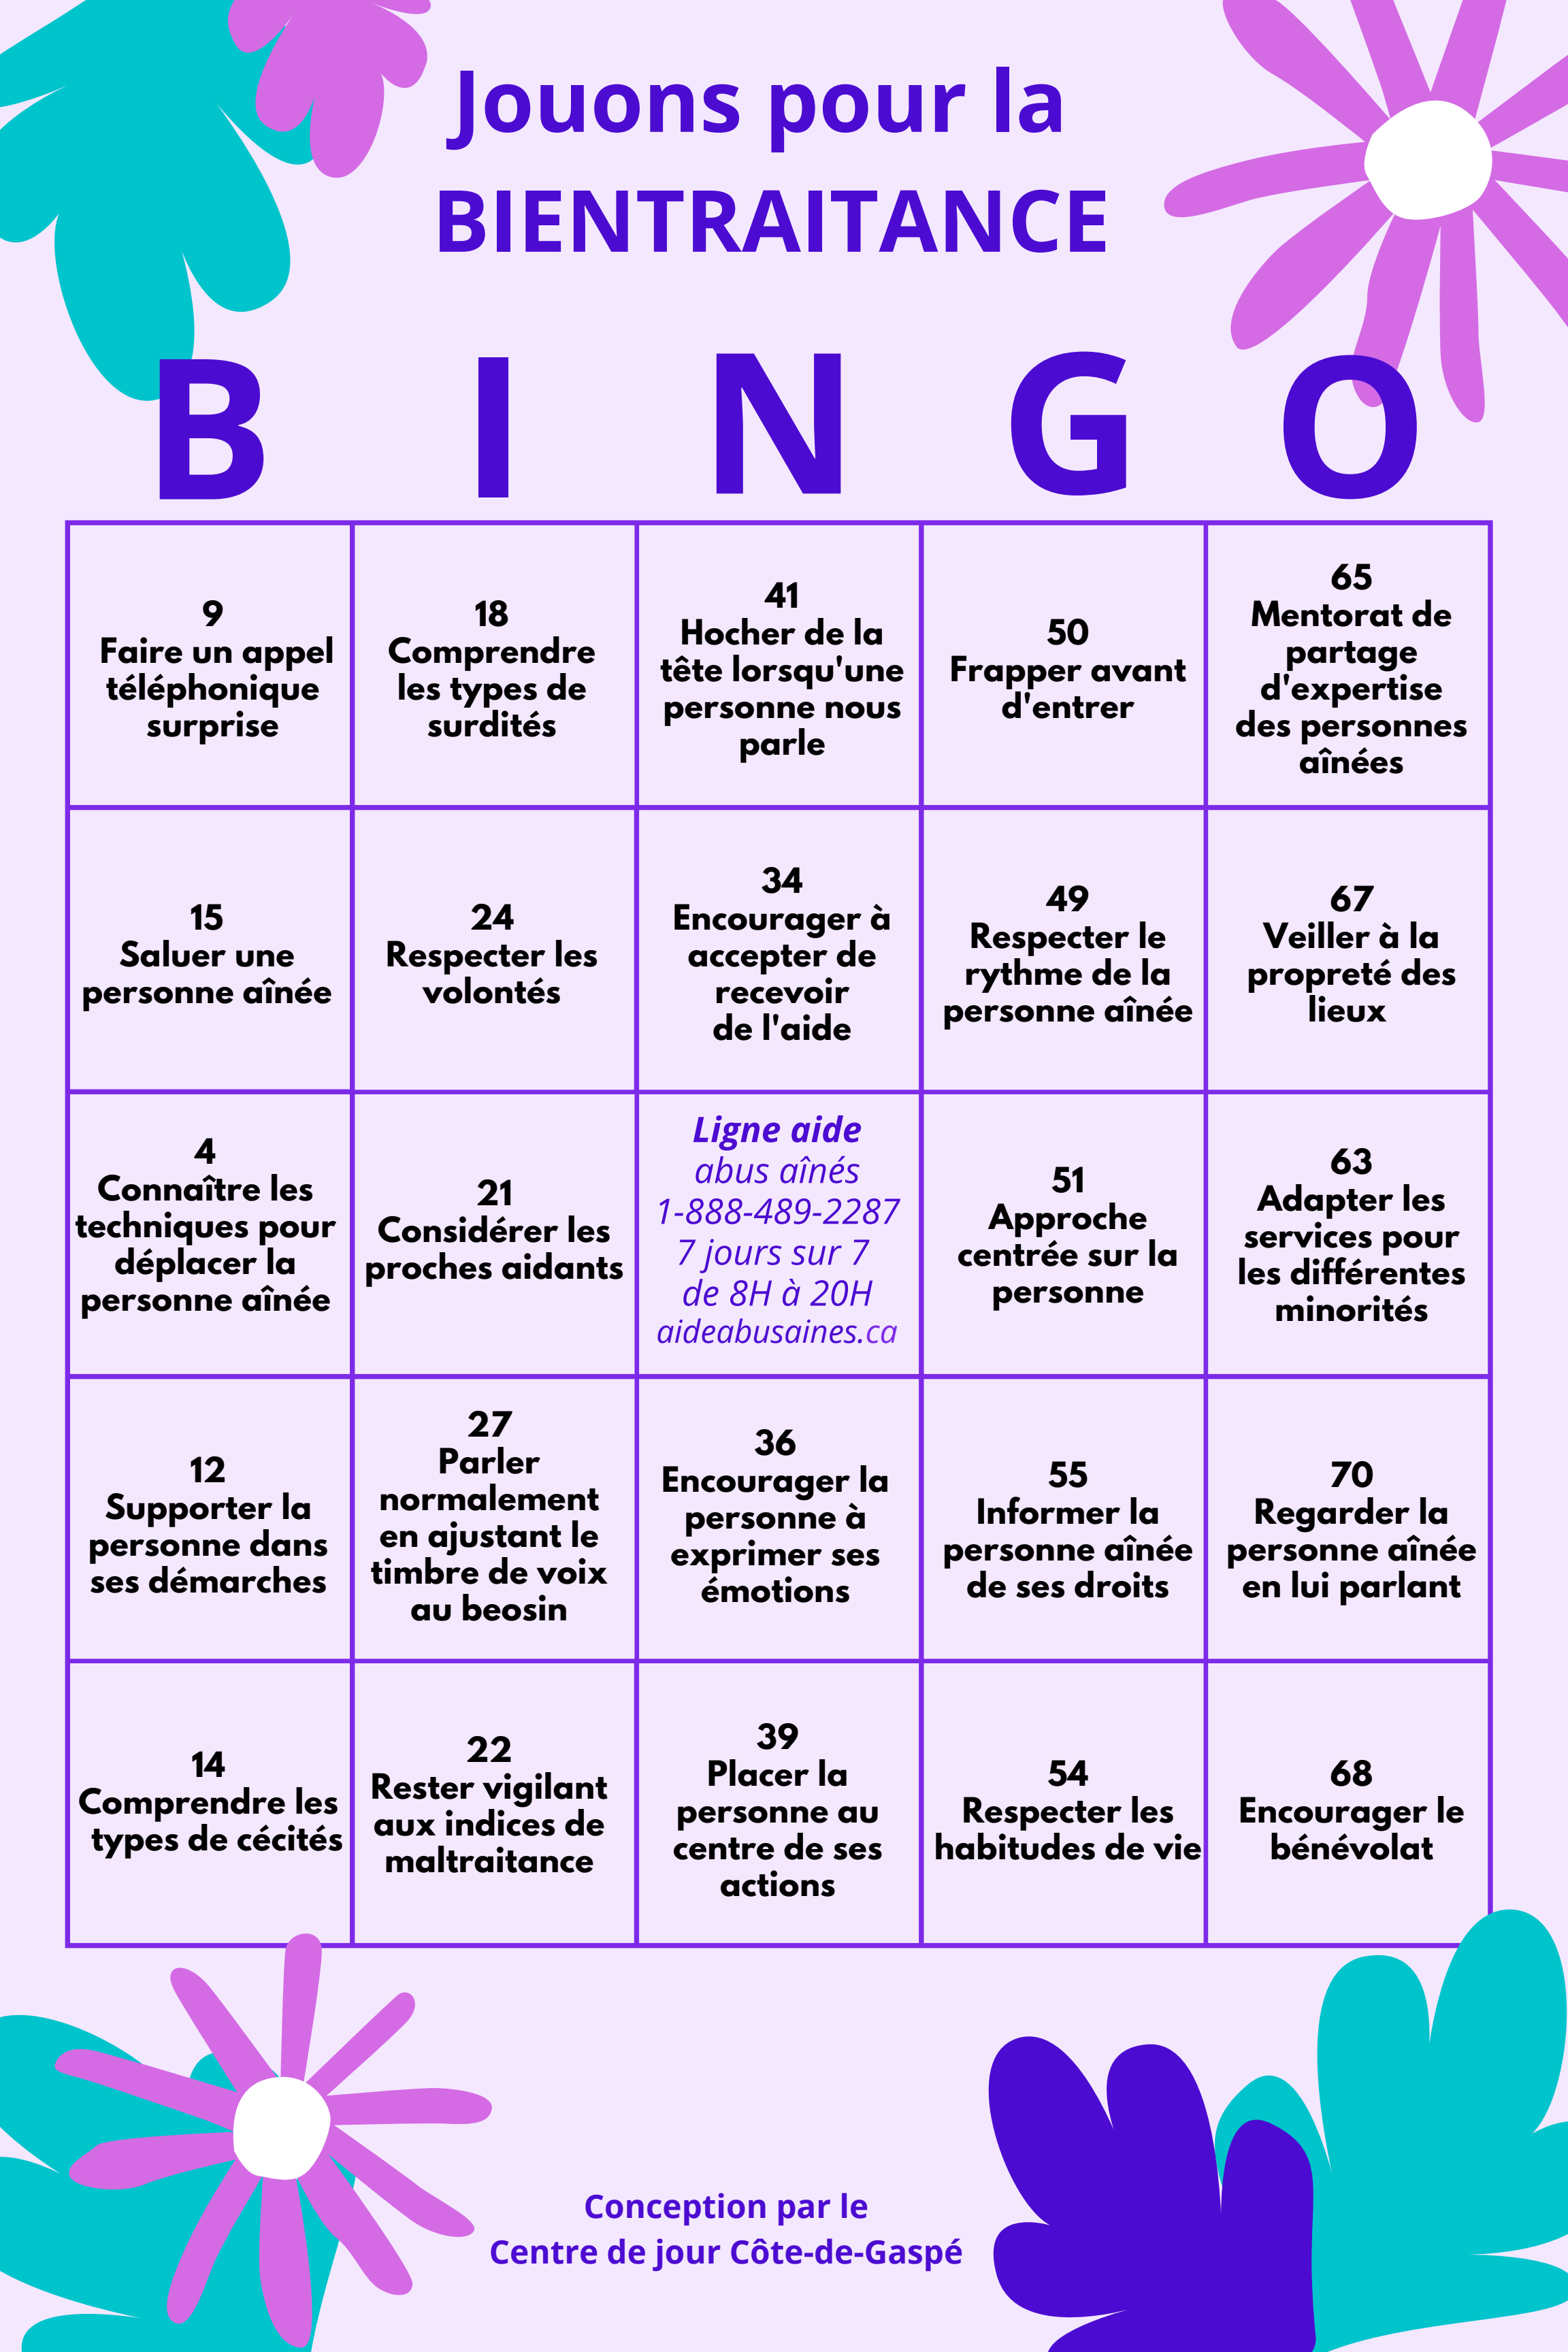 Jouons pour la
BIENTRAITANCE
B I N G O
9
Faire un appel
téléphonique
surprise
18
Comprendre
les types de
surdités
41
Hocher de la
tête lorsqu'une
personne nous
parle
50
Frapper avant
d'entrer
65
Mentorat de
partage
d'expertise
des personnes
aînées
15
Saluer une
personne aînée
24
Respecter les
volontés
34
Encourager à
accepter de
recevoir
de l'aide
49
Respecter le
rythme de la
personne aînée
67
Veiller à la
propreté des
lieux
4
Connaître les
techniques pour
déplacer la
personne aînée
21
Considérer les
proches aidants
Ligne aide
abus aînés
1-888-489-2287
7 jours sur 7
de 8H à 20H
aideabusaines.ca
51
Approche
centrée sur la
personne
63
Adapter les
services pour
les différentes
minorités
12
Supporter la
personne dans
ses démarches
27
Parler
normalement
en ajustant le
timbre de voix
au beosin
36
Encourager la
personne à
exprimer ses
émotions
55
Informer la
personne aînée
de ses droits
70
Regarder la
personne aînée
en lui parlant
14
Comprendre les
types de cécités
22
Rester vigilant
aux indices de
maltraitance
39
Placer la
personne au
centre de ses
actions
54
Respecter les
habitudes de vie
68
Encourager le
bénévolat
Conception par le
Centre de jour Côte-de-Gaspé